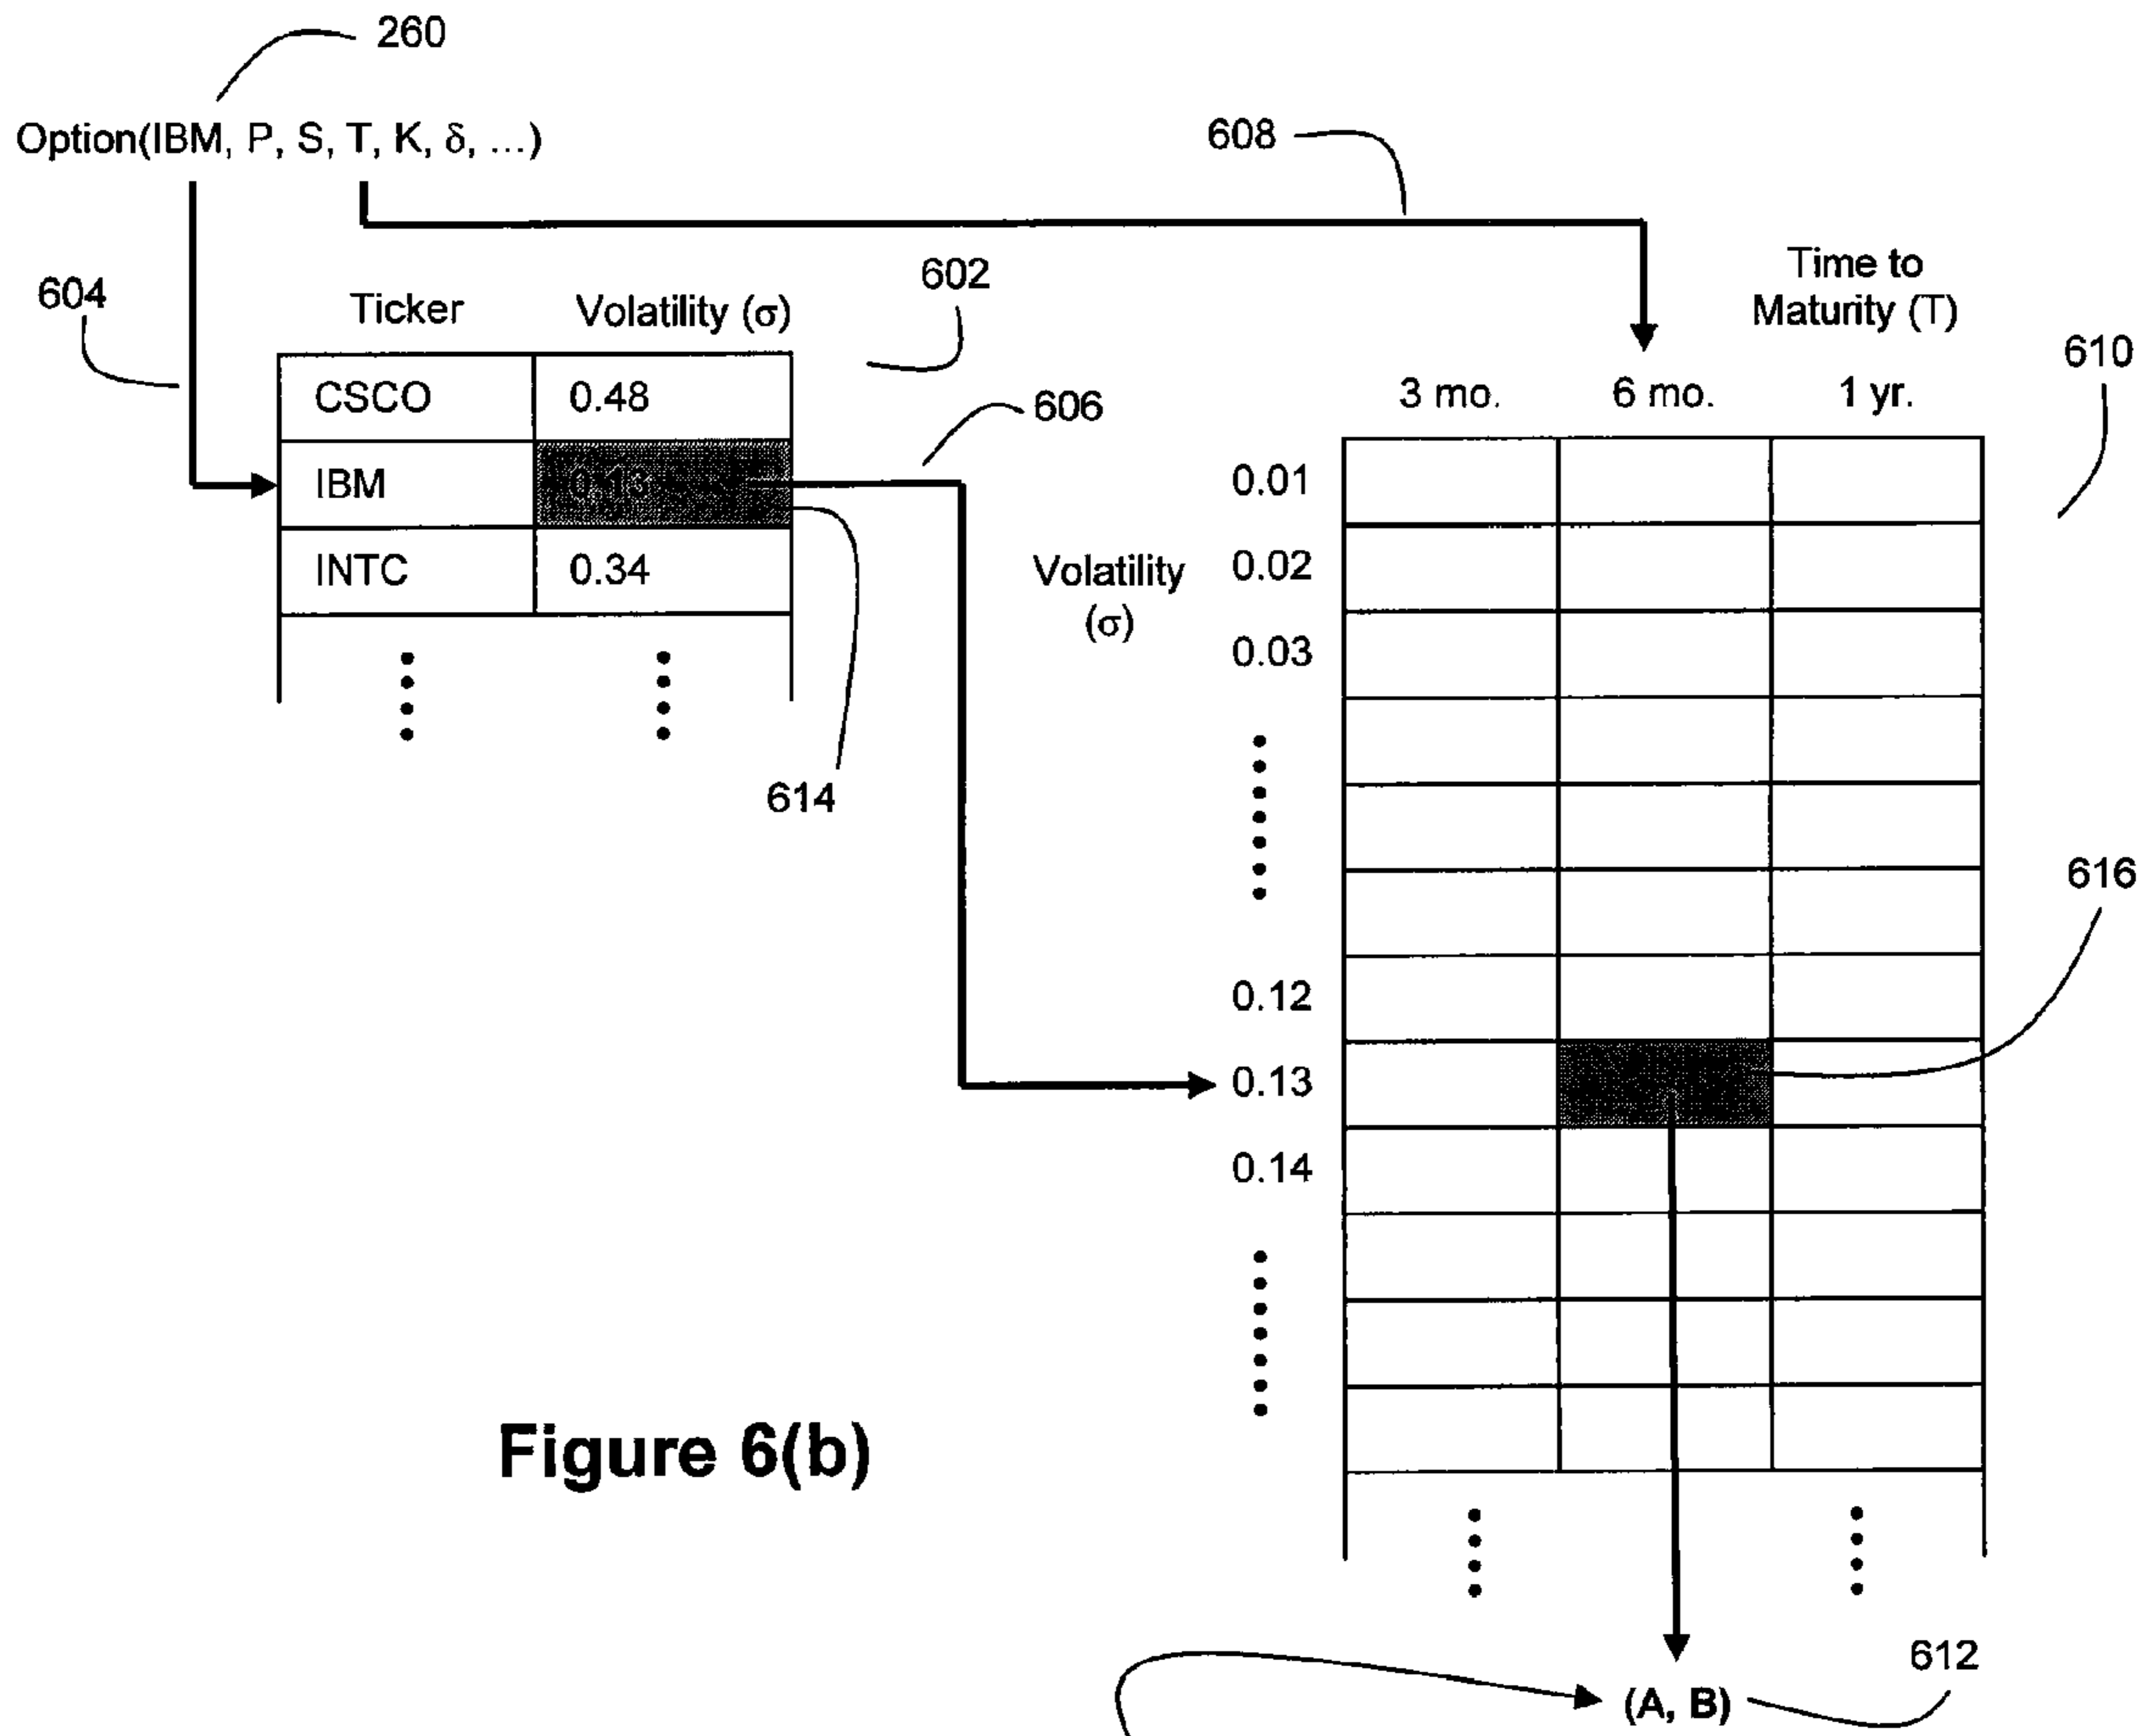 260
Option(IBM, P, S, T, K, δ, ...)
608
604
602
Time to
Maturity (T)
610
Ticker Volatility (σ)
CSCO 0.48
606
3 mo. 6 mo. 1 yr.
IBM 0.13
0.01
INTC 0.34
Volatility
(σ)
0.02
0.03
614
616
0.12
0.13
0.14
Figure 6(b)
612
(A, B)